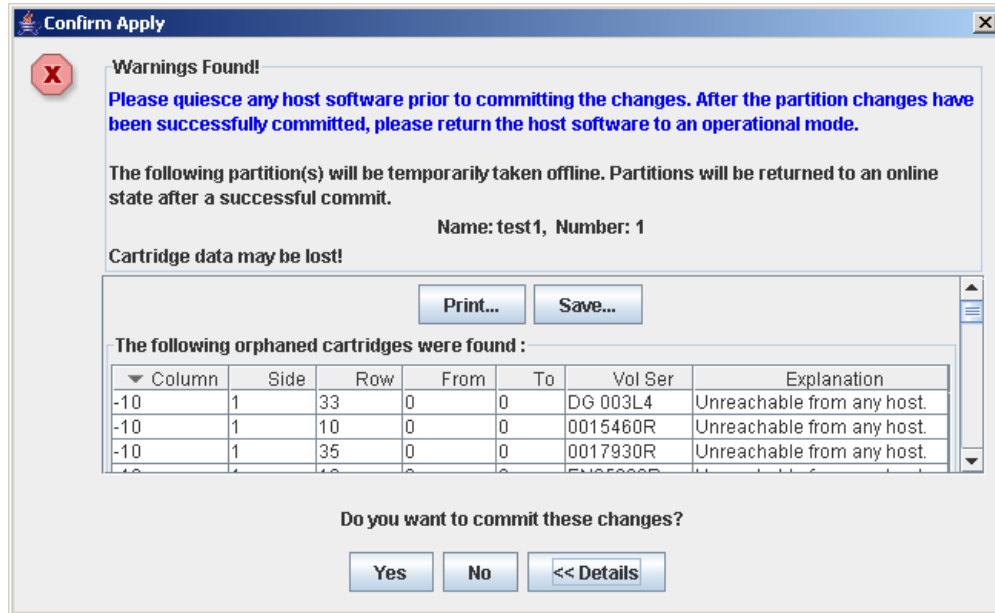 Confirm Apply
Warnings Found!
Please quiesce any host software prior to committing the changes. After the partition changes have
been successfully committed, please return the host software to an operational mode.
The following partition(s) will be temporarily taken offline. Partitions will be returned to an online
state after a successful commit.
Name: test1, Number: 1
Cartridge data may be lost!
Print... Save...
The following orphaned cartridges were found :
Column Side Row From To Vol Ser Explanation
-10 1 33 0 0 DG 003L4 Unreachable from any host.
-10 1 10 0 0 0015460R Unreachable from any host.
-10 1 35 0 0 0017930R Unreachable from any host.
Do you want to commit these changes?
Yes No << Details